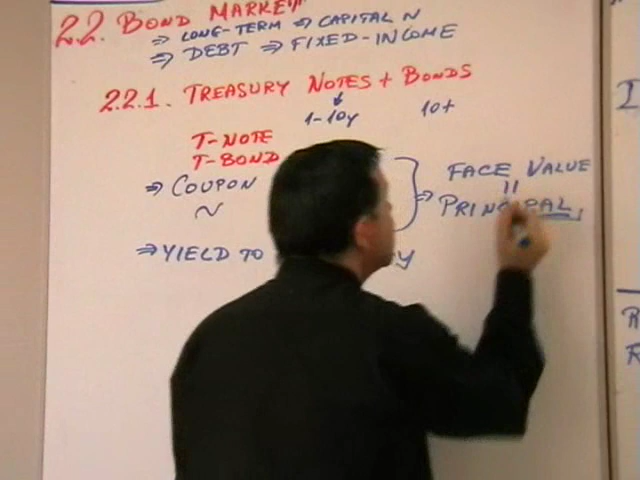 2.2. BOND MARKET
⇒ LONG-TERM ⇒ CAPITAL N
⇒ DEBT ⇒ FIXED-INCOME
2.2.1. TREASURY NOTES + BONDS
1-10y 10+
T-NOTE
T-BOND
⇒ COUPON ⇒ FACE VALUE
~ PRINCIPAL
⇒ YIELD TO